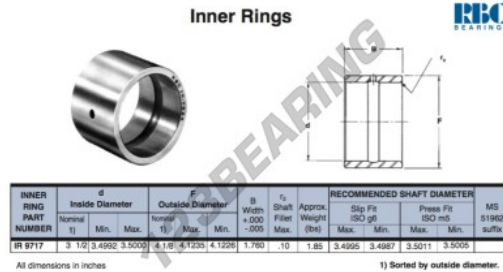 Inner Rings
RBC
BEARINGS
B
rs
d
F
123BEARING
INNER RING PART NUMBER
d Inside Diameter
Nominal 1) Min. Max.
F Outside Diameter
Nominal 1) Max. Min.
B Width +.000 -.005
rs Shaft Fillet Max.
Approx. Weight (lbs)
RECOMMENDED SHAFT DIAMETER
Slip Fit ISO g6
Max. Min.
Press Fit ISO m5
Max. Min.
MS 51962 suffix
IR 9717 3 1/2 3.4992 3.5000 4 1/8 4.1235 4.1226 1.760 .10 1.85 3.4995 3.4987 3.5011 3.5005
All dimensions in inches
1) Sorted by outside diameter.